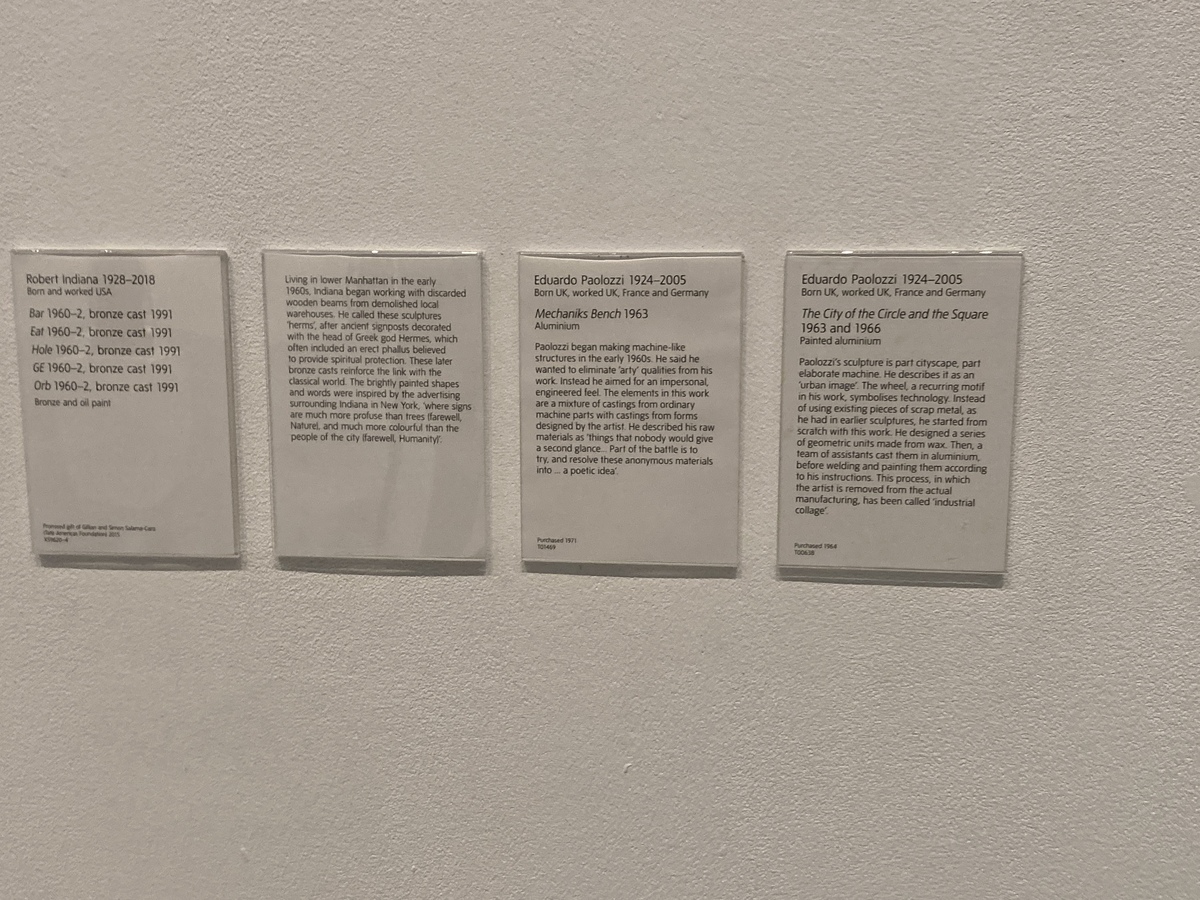 Robert Indiana 1928–2018
Born and worked USA
Bar 1960–2, bronze cast 1991
Eat 1960–2, bronze cast 1991
Hole 1960–2, bronze cast 1991
GE 1960–2, bronze cast 1991
Orb 1960–2, bronze cast 1991
Bronze and oil paint
Promised gift of Gillian and Simon Salama-Caro
(Tate Americas Foundation) 2015
Living in lower Manhattan in the early
1960s, Indiana began working with discarded
wooden beams from demolished local
warehouses. He called these sculptures
'herms', after ancient signposts decorated
with the head of Greek god Hermes, which
often included an erect phallus believed
to provide spiritual protection. These later
bronze casts reinforce the link with the
classical world. The brightly painted shapes
and words were inspired by the advertising
surrounding Indiana in New York, 'where signs
are much more profuse than trees (farewell,
Nature), and much more colourful than the
people of the city (farewell, Humanity)'.
Eduardo Paolozzi 1924–2005
Born UK, worked UK, France and Germany
Mechaniks Bench 1963
Aluminium
Paolozzi began making machine-like
structures in the early 1960s. He said he
wanted to eliminate 'arty' qualities from his
work. Instead he aimed for an impersonal,
engineered feel. The elements in this work
are a mixture of castings from ordinary
machine parts with castings from forms
designed by the artist. He described his raw
materials as 'things that nobody would give
a second glance... Part of the battle is to
try, and resolve these anonymous materials
into ... a poetic idea'.
Purchased 1971
T01469
Eduardo Paolozzi 1924–2005
Born UK, worked UK, France and Germany
The City of the Circle and the Square
1963 and 1966
Painted aluminium
Paolozzi's sculpture is part cityscape, part
elaborate machine. He describes it as an
'urban image'. The wheel, a recurring motif
in his work, symbolises technology. Instead
of using existing pieces of scrap metal, as
he had in earlier sculptures, he started from
scratch with this work. He designed a series
of geometric units made from wax. Then, a
team of assistants cast them in aluminium,
before welding and painting them according
to his instructions. This process, in which
the artist is removed from the actual
manufacturing, has been called 'industrial
collage'.
Purchased 1964
T00638